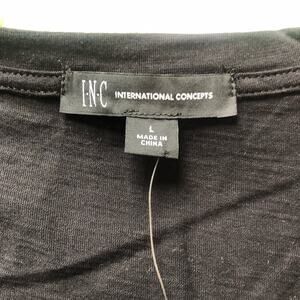 I·N·C INTERNATIONAL CONCEPTS
L
MADE IN
CHINA